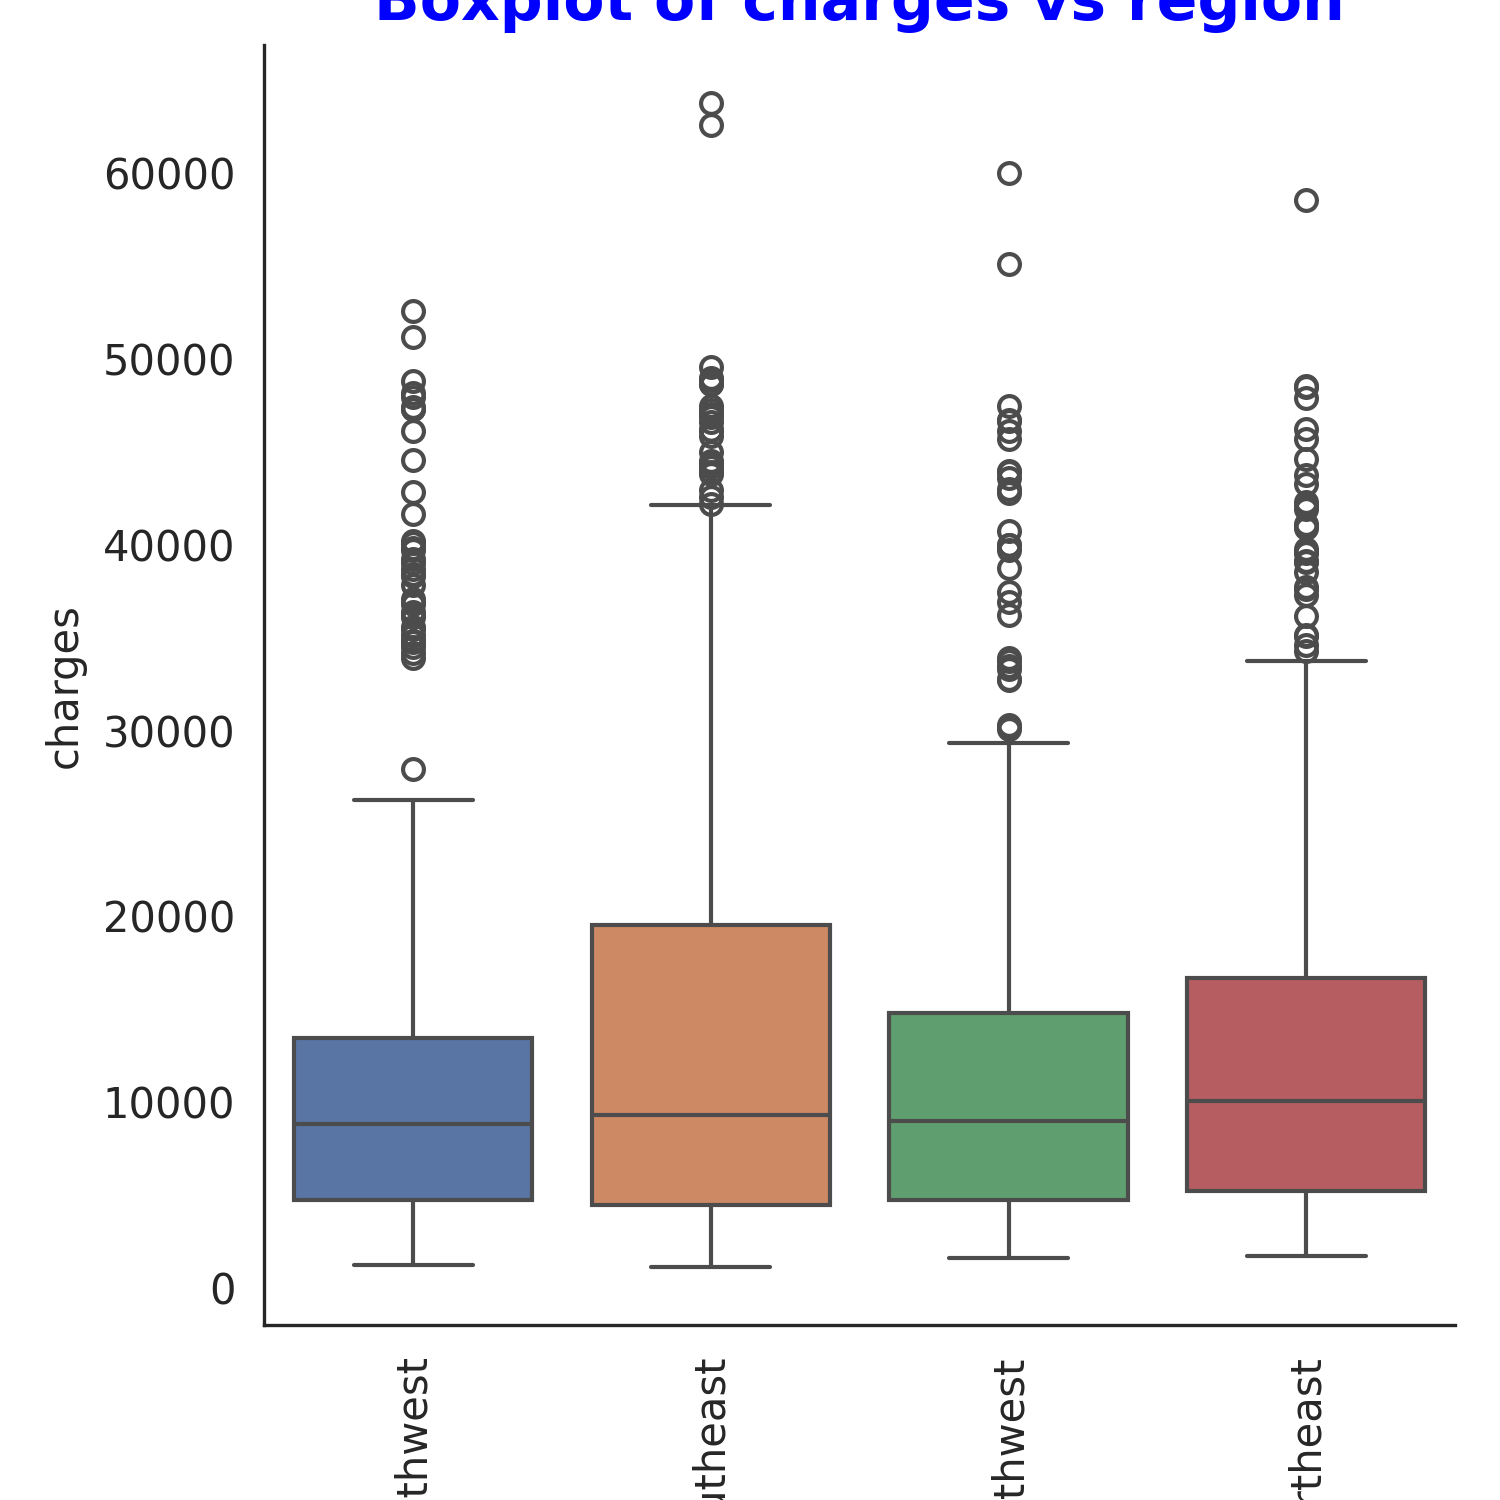 Boxplot of charges vs region
60000
50000
40000
30000
20000
10000
0
charges
thwest
utheast
thwest
rtheast